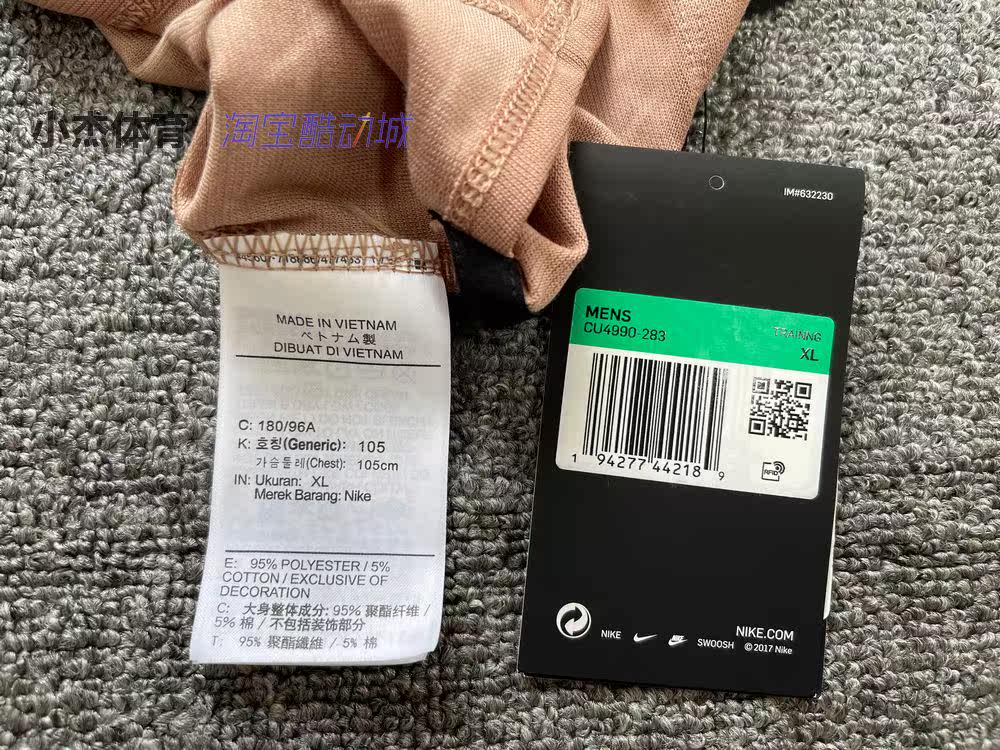 小杰体育 淘宝酷动城
MADE IN VIETNAM
ベトナム製
DIBUAT DI VIETNAM
C: 180/96A
K: 호칭(Generic): 105
가슴둘레(Chest): 105cm
IN: Ukuran: XL
Merek Barang: Nike
E: 95% POLYESTER / 5%
COTTON / EXCLUSIVE OF
DECORATION
C: 大身整体成分: 95% 聚酯纤维 /
5% 棉 / 不包括装饰部分
T: 95% 聚酯纖維 / 5% 棉
IM#632230
MENS
CU4990-283
TRAINNG
XL
1 94277 44218 9
RFID
NIKE
SWOOSH
NIKE.COM
© 2017 Nike